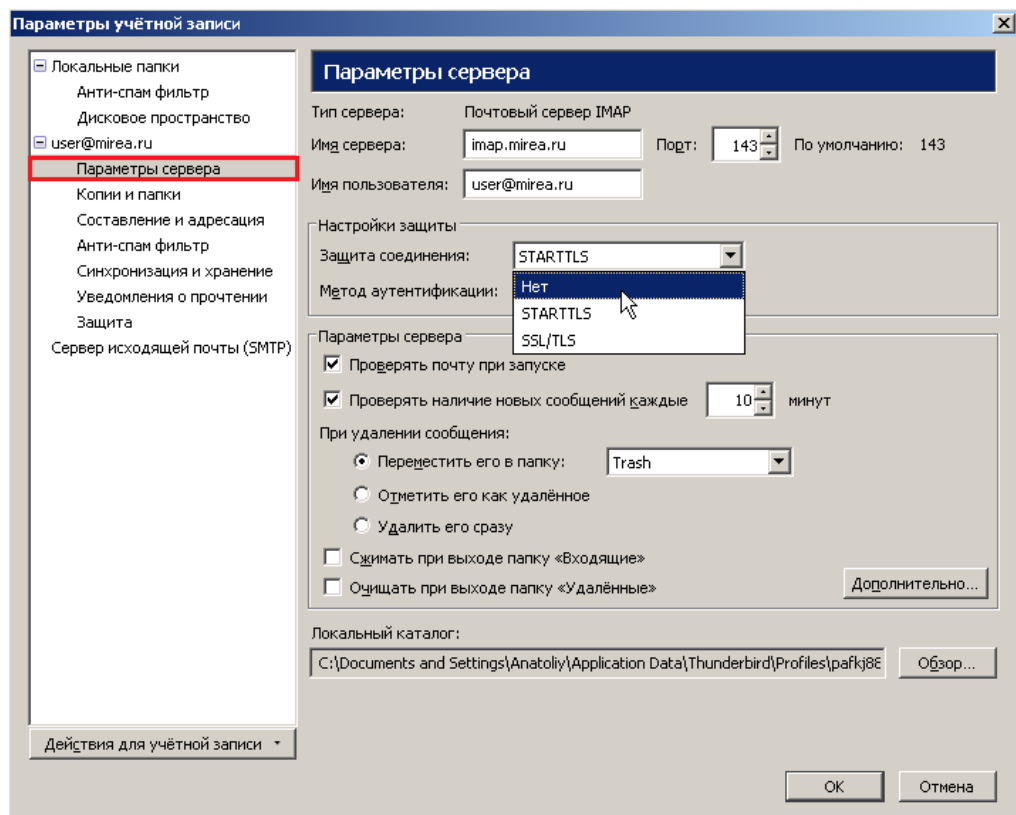 Параметры учётной записи
Локальные папки
Анти-спам фильтр
Дисковое пространство
user@mirea.ru
Параметры сервера
Копии и папки
Составление и адресация
Анти-спам фильтр
Синхронизация и хранение
Уведомления о прочтении
Защита
Сервер исходящей почты (SMTP)
Действия для учётной записи
Параметры сервера
Тип сервера: Почтовый сервер IMAP
Имя сервера: imap.mirea.ru Порт: 143 По умолчанию: 143
Имя пользователя: user@mirea.ru
Настройки защиты
Защита соединения: STARTTLS
Метод аутентификации: Нет
STARTTLS
SSL/TLS
Параметры сервера
Проверять почту при запуске
Проверять наличие новых сообщений каждые 10 минут
При удалении сообщения:
Переместить его в папку: Trash
Отметить его как удалённое
Удалить его сразу
Сжимать при выходе папку «Входящие»
Очищать при выходе папку «Удалённые»
Дополнительно...
Локальный каталог:
C:\Documents and Settings\Anatoliy\Application Data\Thunderbird\Profiles\pafkj88 Обзор...
OK Отмена